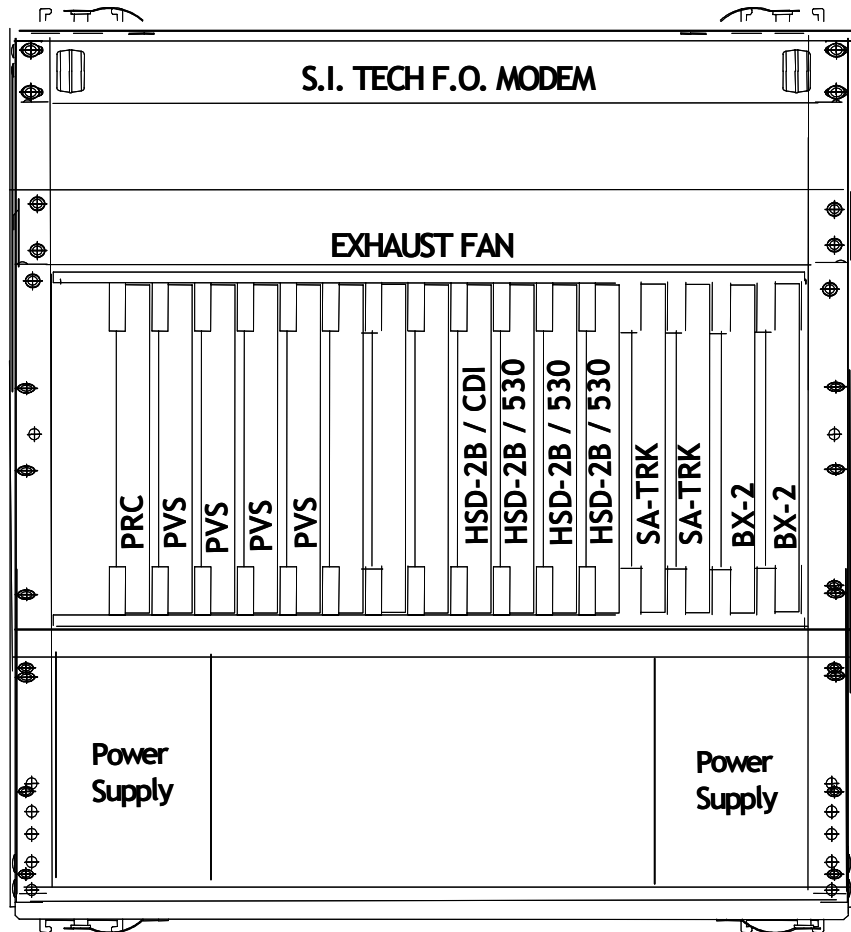 S.I. TECH F.O. MODEM
EXHAUST FAN
PRC
PVS
PVS
PVS
PVS
HSD-2B / CDI
HSD-2B / 530
HSD-2B / 530
HSD-2B / 530
SA-TRK
SA-TRK
BX-2
BX-2
Power
Supply
Power
Supply